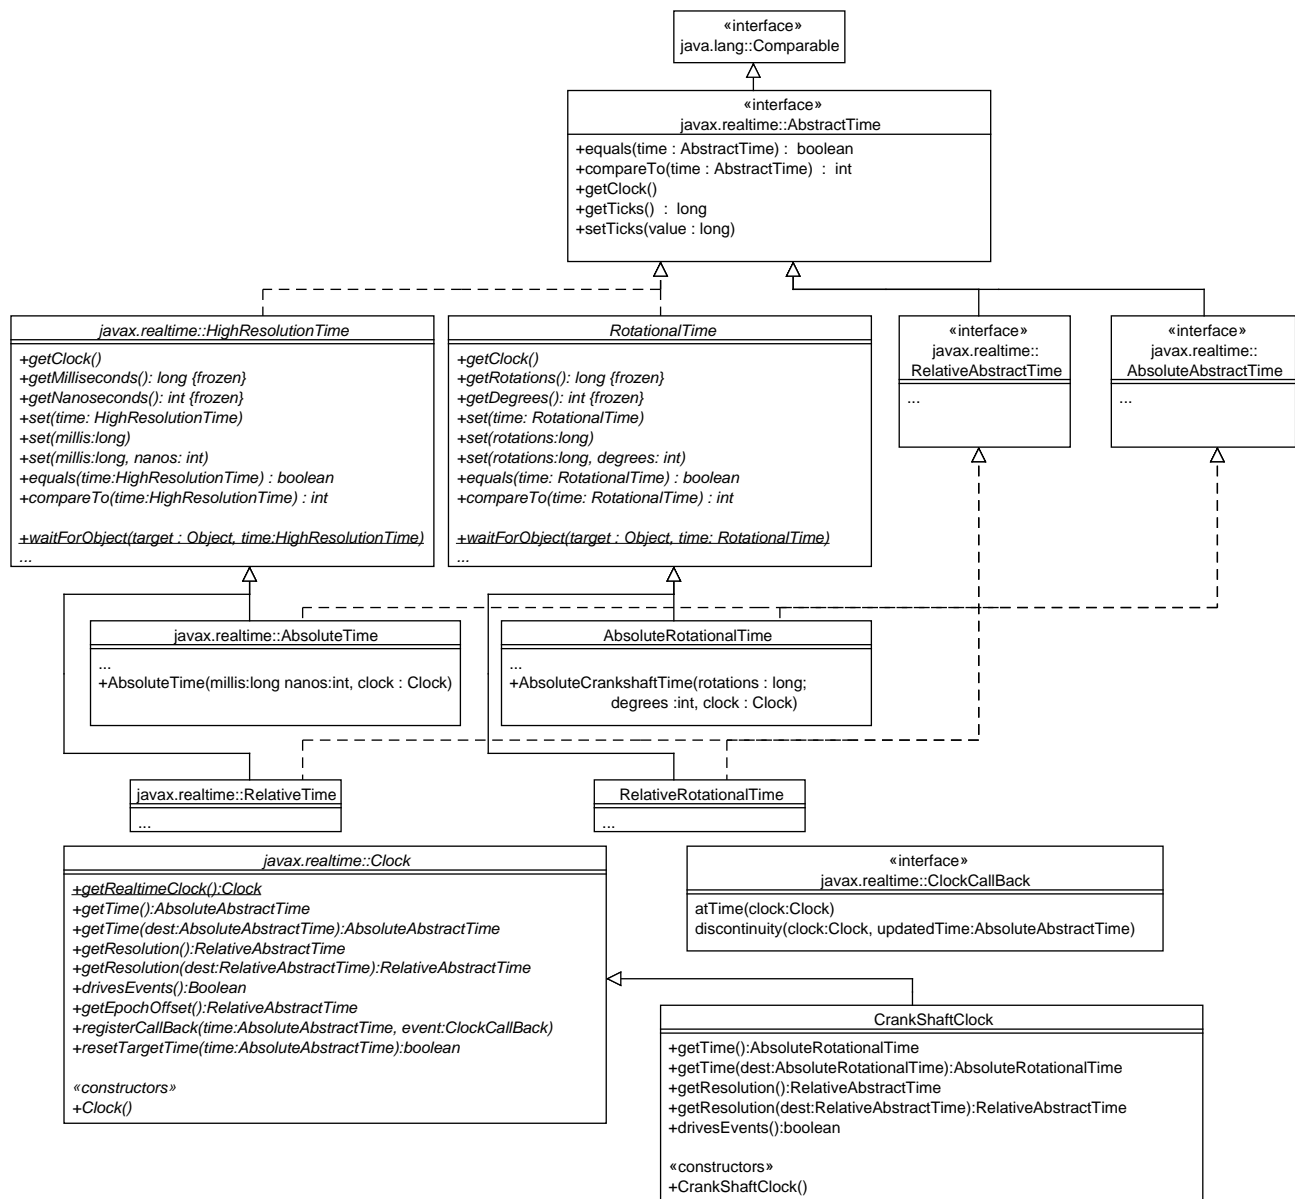 «interface»
java.lang::Comparable
«interface»
javax.realtime::AbstractTime
+equals(time : AbstractTime) : boolean
+compareTo(time : AbstractTime) : int
+getClock()
+getTicks() : long
+setTicks(value : long)
javax.realtime::HighResolutionTime
+getClock()
+getMilliseconds(): long {frozen}
+getNanoseconds(): int {frozen}
+set(time: HighResolutionTime)
+set(millis:long)
+set(millis:long, nanos: int)
+equals(time:HighResolutionTime) : boolean
+compareTo(time:HighResolutionTime) : int
+waitForObject(target : Object, time:HighResolutionTime)
...
RotationalTime
+getClock()
+getRotations(): long {frozen}
+getDegrees(): int {frozen}
+set(time: RotationalTime)
+set(rotations:long)
+set(rotations:long, degrees: int)
+equals(time: RotationalTime) : boolean
+compareTo(time: RotationalTime) : int
+waitForObject(target : Object, time: RotationalTime)
...
«interface»
javax.realtime::
RelativeAbstractTime
...
«interface»
javax.realtime::
AbsoluteAbstractTime
...
javax.realtime::AbsoluteTime
...
+AbsoluteTime(millis:long nanos:int, clock : Clock)
AbsoluteRotationalTime
...
+AbsoluteCrankshaftTime(rotations : long;
degrees :int, clock : Clock)
javax.realtime::RelativeTime
...
RelativeRotationalTime
...
javax.realtime::Clock
+getRealtimeClock():Clock
+getTime():AbsoluteAbstractTime
+getTime(dest:AbsoluteAbstractTime):AbsoluteAbstractTime
+getResolution():RelativeAbstractTime
+getResolution(dest:RelativeAbstractTime):RelativeAbstractTime
+drivesEvents():Boolean
+getEpochOffset():RelativeAbstractTime
+registerCallBack(time:AbsoluteAbstractTime, event:ClockCallBack)
+resetTargetTime(time:AbsoluteAbstractTime):boolean
«constructors»
+Clock()
«interface»
javax.realtime::ClockCallBack
atTime(clock:Clock)
discontinuity(clock:Clock, updatedTime:AbsoluteAbstractTime)
CrankShaftClock
+getTime():AbsoluteRotationalTime
+getTime(dest:AbsoluteRotationalTime):AbsoluteRotationalTime
+getResolution():RelativeAbstractTime
+getResolution(dest:RelativeAbstractTime):RelativeAbstractTime
+drivesEvents():boolean
«constructors»
+CrankShaftClock()